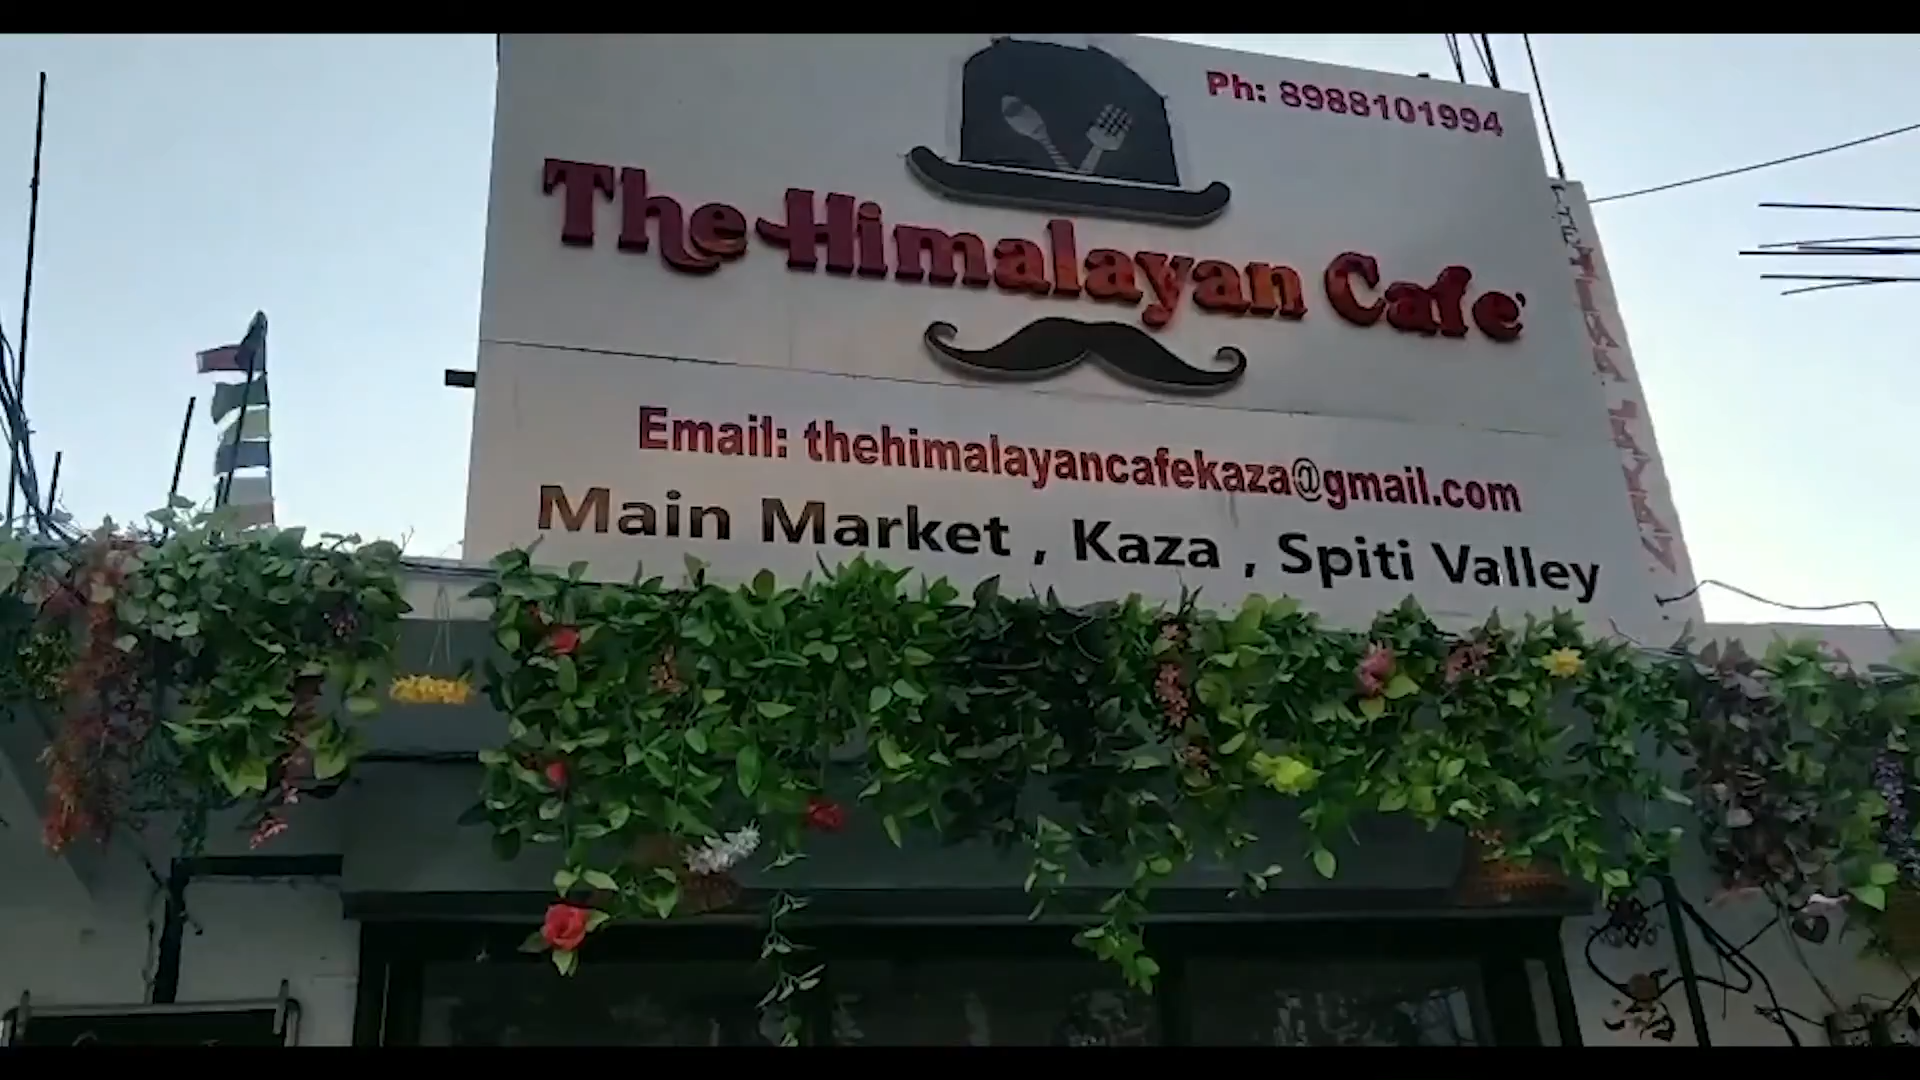 Ph: 8988101994
The Himalayan Cafe'
Email: thehimalayancafekaza@gmail.com
Main Market , Kaza , Spiti Valley